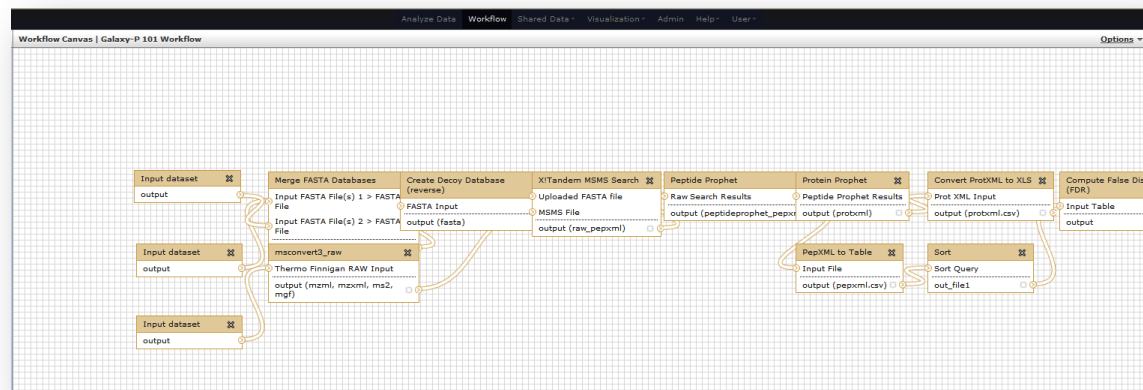 Analyze Data Workflow Shared Data Visualization Admin Help User
Workflow Canvas | Galaxy-P 101 Workflow
Options
Input dataset
output
Input dataset
output
Input dataset
output
Merge FASTA Databases
Input FASTA File(s) 1 > FASTA
File
Input FASTA File(s) 2 > FASTA
File
msconvert3_raw
Thermo Finnigan RAW Input
output (mzml, mzxml, ms2,
mgf)
Create Decoy Database
(reverse)
FASTA Input
output (fasta)
X!Tandem MSMS Search
Uploaded FASTA file
MSMS File
output (raw_pepxml)
Peptide Prophet
Raw Search Results
output (peptideprophet_pepxm
Protein Prophet
Peptide Prophet Results
output (protxml)
PepXML to Table
Input File
output (pepxml.csv)
Convert ProtXML to XLS
Prot XML Input
output (protxml.csv)
Sort
Sort Query
out_file1
Compute False Dis
(FDR)
Input Table
output